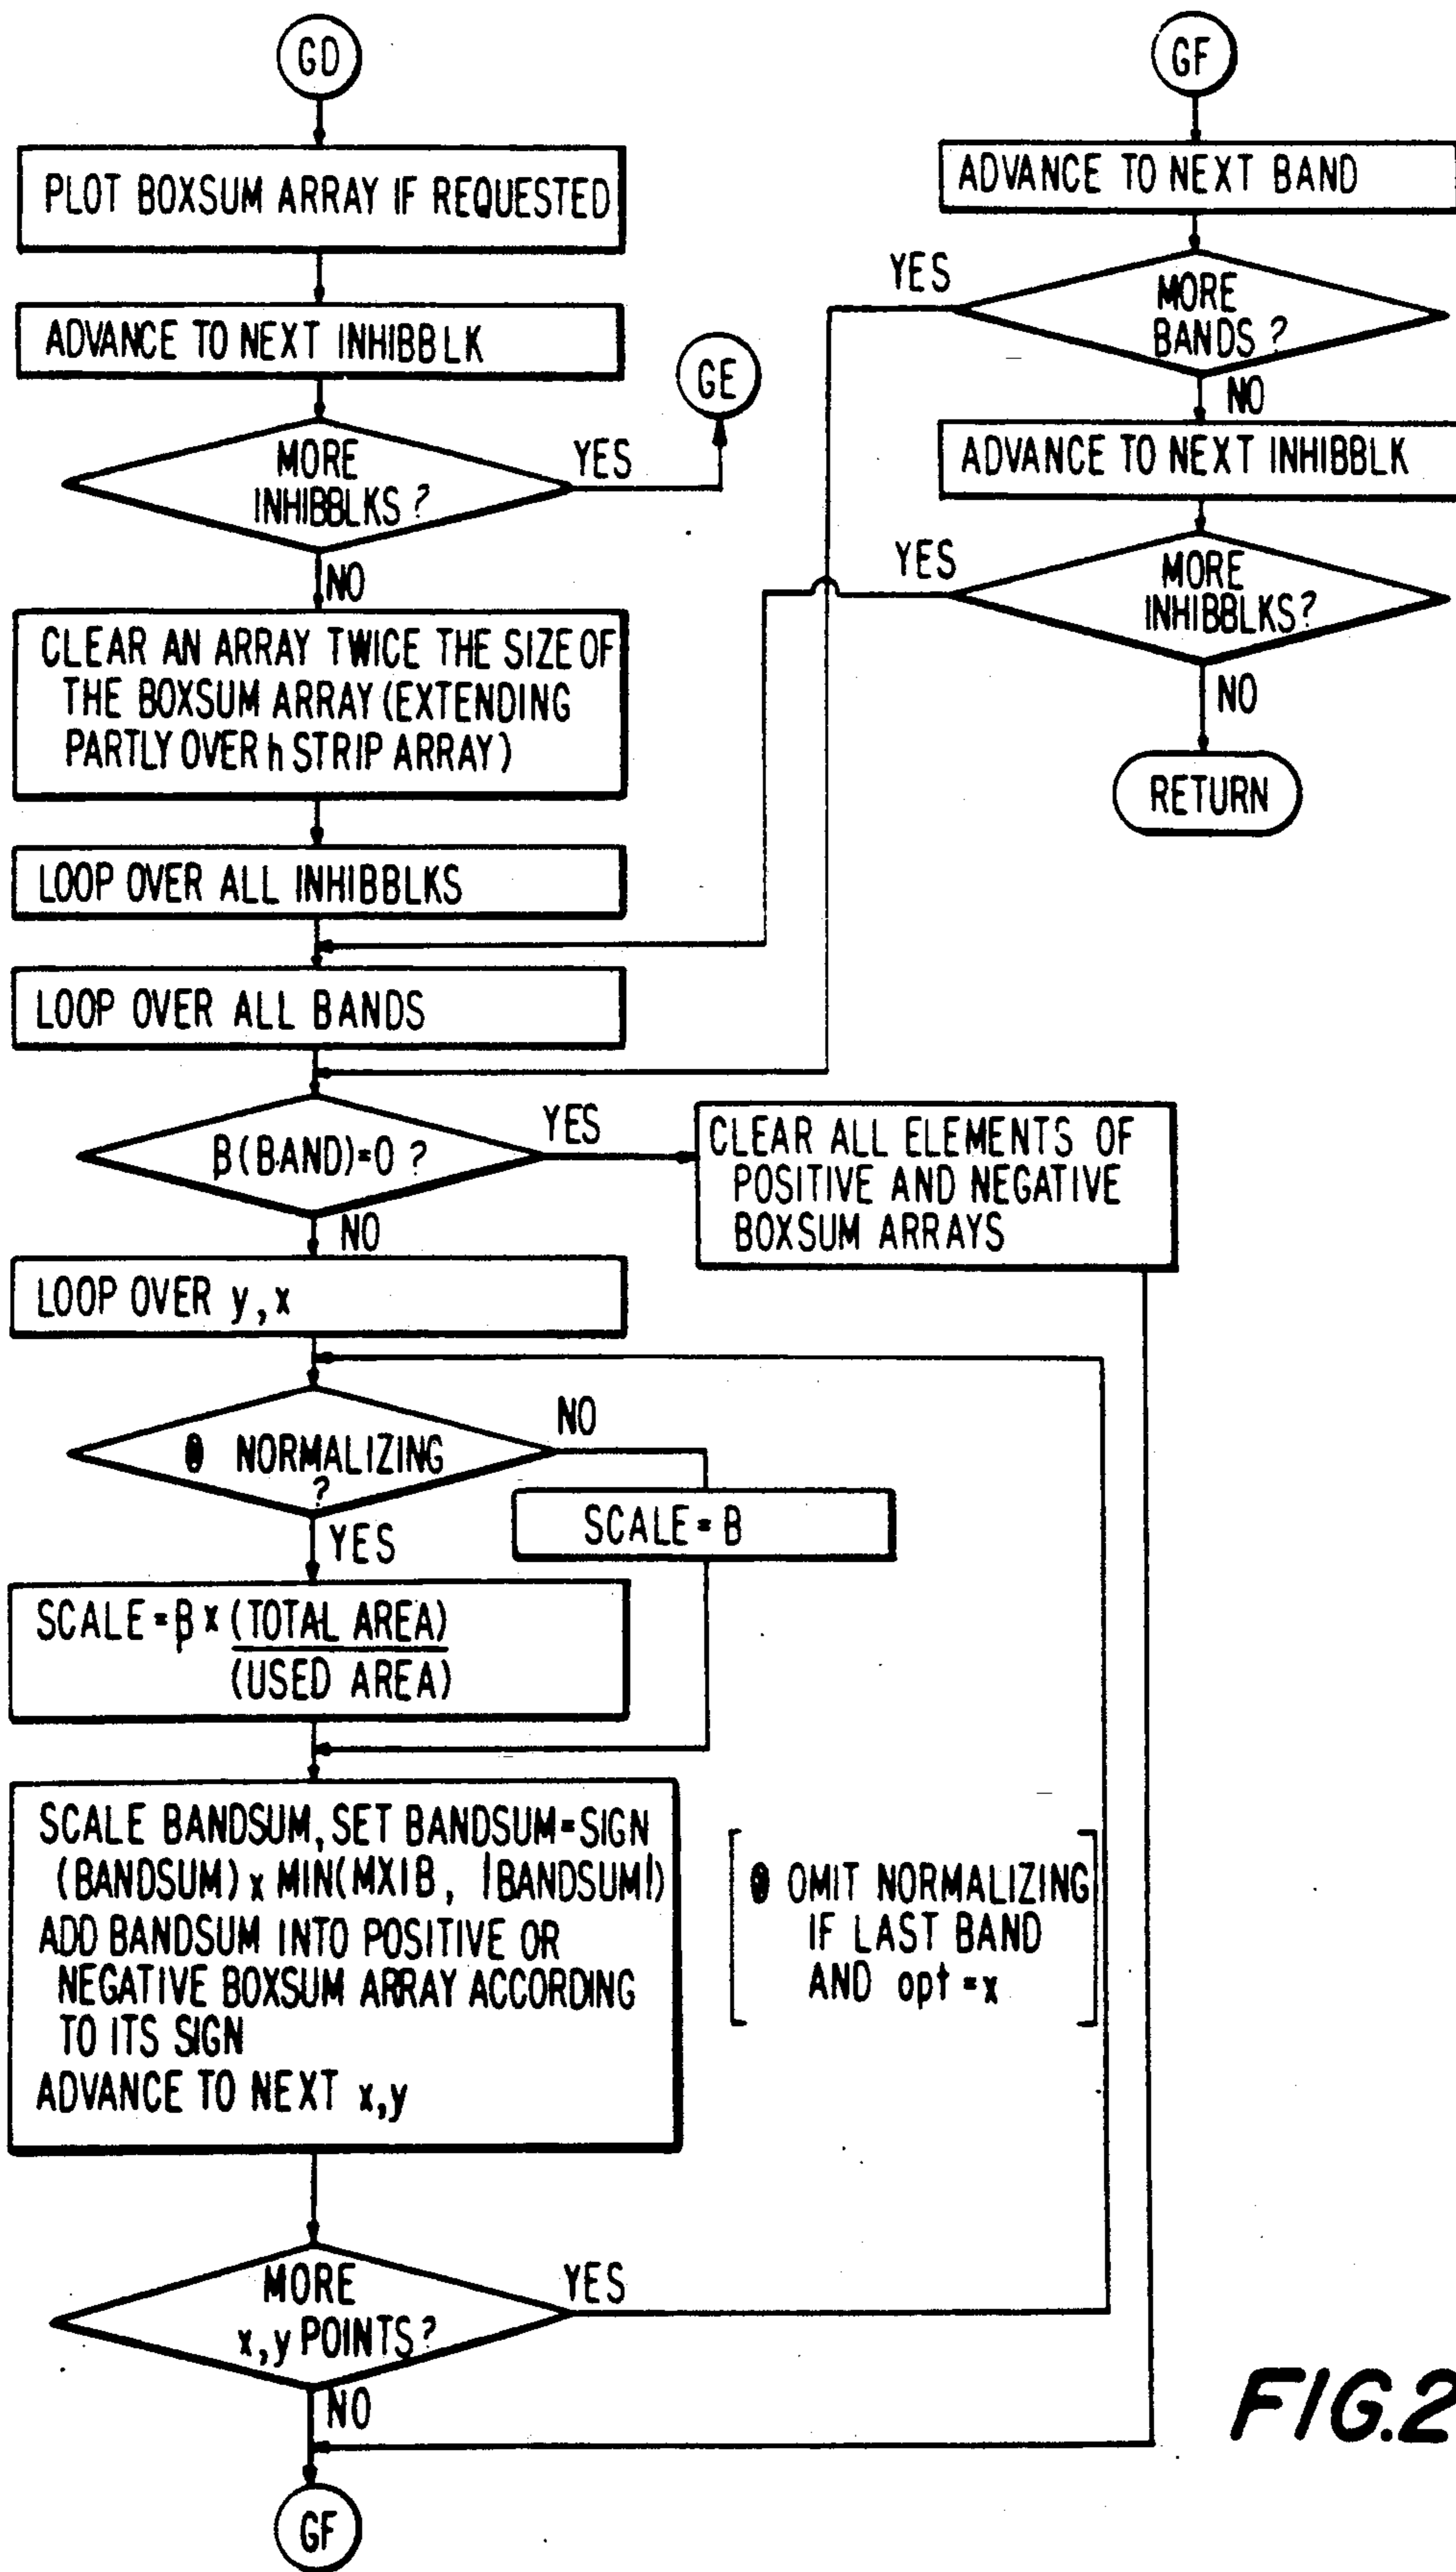 GD
PLOT BOXSUM ARRAY IF REQUESTED
ADVANCE TO NEXT INHIBBLK
MORE
INHIBBLKS?
YES
GE
NO
CLEAR AN ARRAY TWICE THE SIZE OF
THE BOXSUM ARRAY (EXTENDING
PARTLY OVER h STRIP ARRAY)
LOOP OVER ALL INHIBBLKS
LOOP OVER ALL BANDS
β(BAND)=0 ?
YES
CLEAR ALL ELEMENTS OF
POSITIVE AND NEGATIVE
BOXSUM ARRAYS
NO
LOOP OVER y,x
NORMALIZING
?
NO
SCALE=B
YES
SCALE=β x (TOTAL AREA)
(USED AREA)
SCALE BANDSUM, SET BANDSUM=SIGN
(BANDSUM) x MIN(MXIB, |BANDSUM|)
ADD BANDSUM INTO POSITIVE OR
NEGATIVE BOXSUM ARRAY ACCORDING
TO ITS SIGN
ADVANCE TO NEXT x,y
OMIT NORMALIZING
IF LAST BAND
AND opt=x
MORE
x,y POINTS?
YES
NO
GF
GF
ADVANCE TO NEXT BAND
MORE
BANDS?
YES
NO
ADVANCE TO NEXT INHIBBLK
MORE
INHIBBLKS?
YES
NO
RETURN
FIG.2